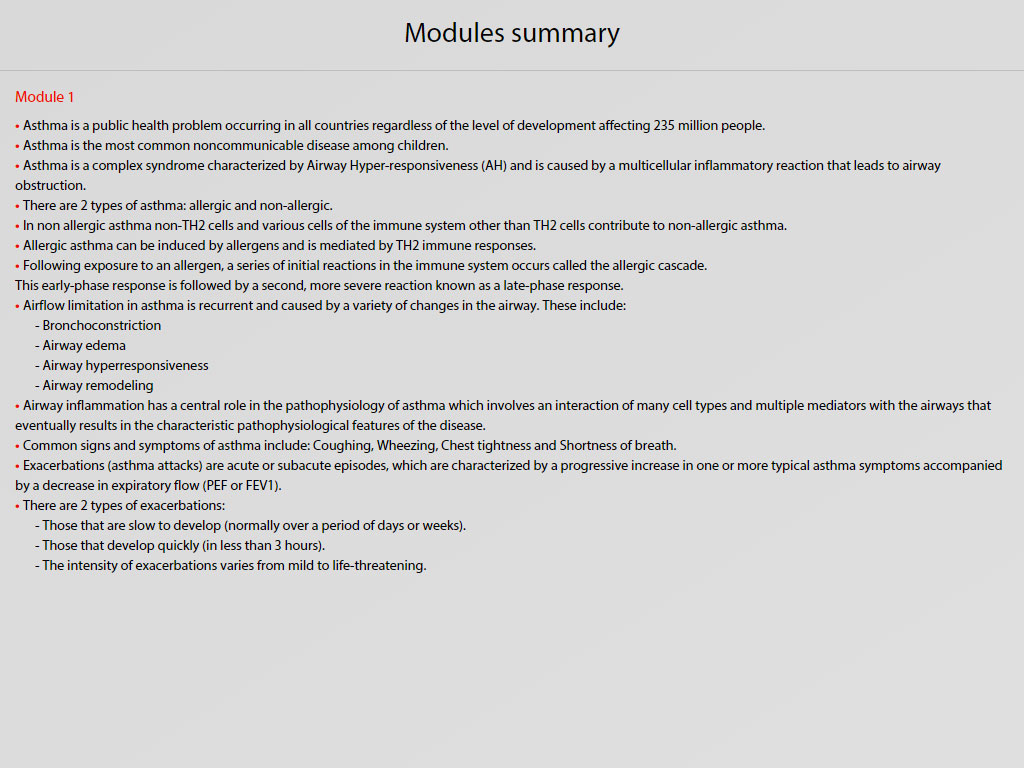 Modules summary
Module 1
• Asthma is a public health problem occurring in all countries regardless of the level of development affecting 235 million people.
• Asthma is the most common noncommunicable disease among children.
• Asthma is a complex syndrome characterized by Airway Hyper-responsiveness (AH) and is caused by a multicellular inflammatory reaction that leads to airway
obstruction.
• There are 2 types of asthma: allergic and non-allergic.
• In non allergic asthma non-TH2 cells and various cells of the immune system other than TH2 cells contribute to non-allergic asthma.
• Allergic asthma can be induced by allergens and is mediated by TH2 immune responses.
• Following exposure to an allergen, a series of initial reactions in the immune system occurs called the allergic cascade.
This early-phase response is followed by a second, more severe reaction known as a late-phase response.
• Airflow limitation in asthma is recurrent and caused by a variety of changes in the airway. These include:
- Bronchoconstriction
- Airway edema
- Airway hyperresponsiveness
- Airway remodeling
• Airway inflammation has a central role in the pathophysiology of asthma which involves an interaction of many cell types and multiple mediators with the airways that
eventually results in the characteristic pathophysiological features of the disease.
• Common signs and symptoms of asthma include: Coughing, Wheezing, Chest tightness and Shortness of breath.
• Exacerbations (asthma attacks) are acute or subacute episodes, which are characterized by a progressive increase in one or more typical asthma symptoms accompanied
by a decrease in expiratory flow (PEF or FEV1).
• There are 2 types of exacerbations:
- Those that are slow to develop (normally over a period of days or weeks).
- Those that develop quickly (in less than 3 hours).
- The intensity of exacerbations varies from mild to life-threatening.